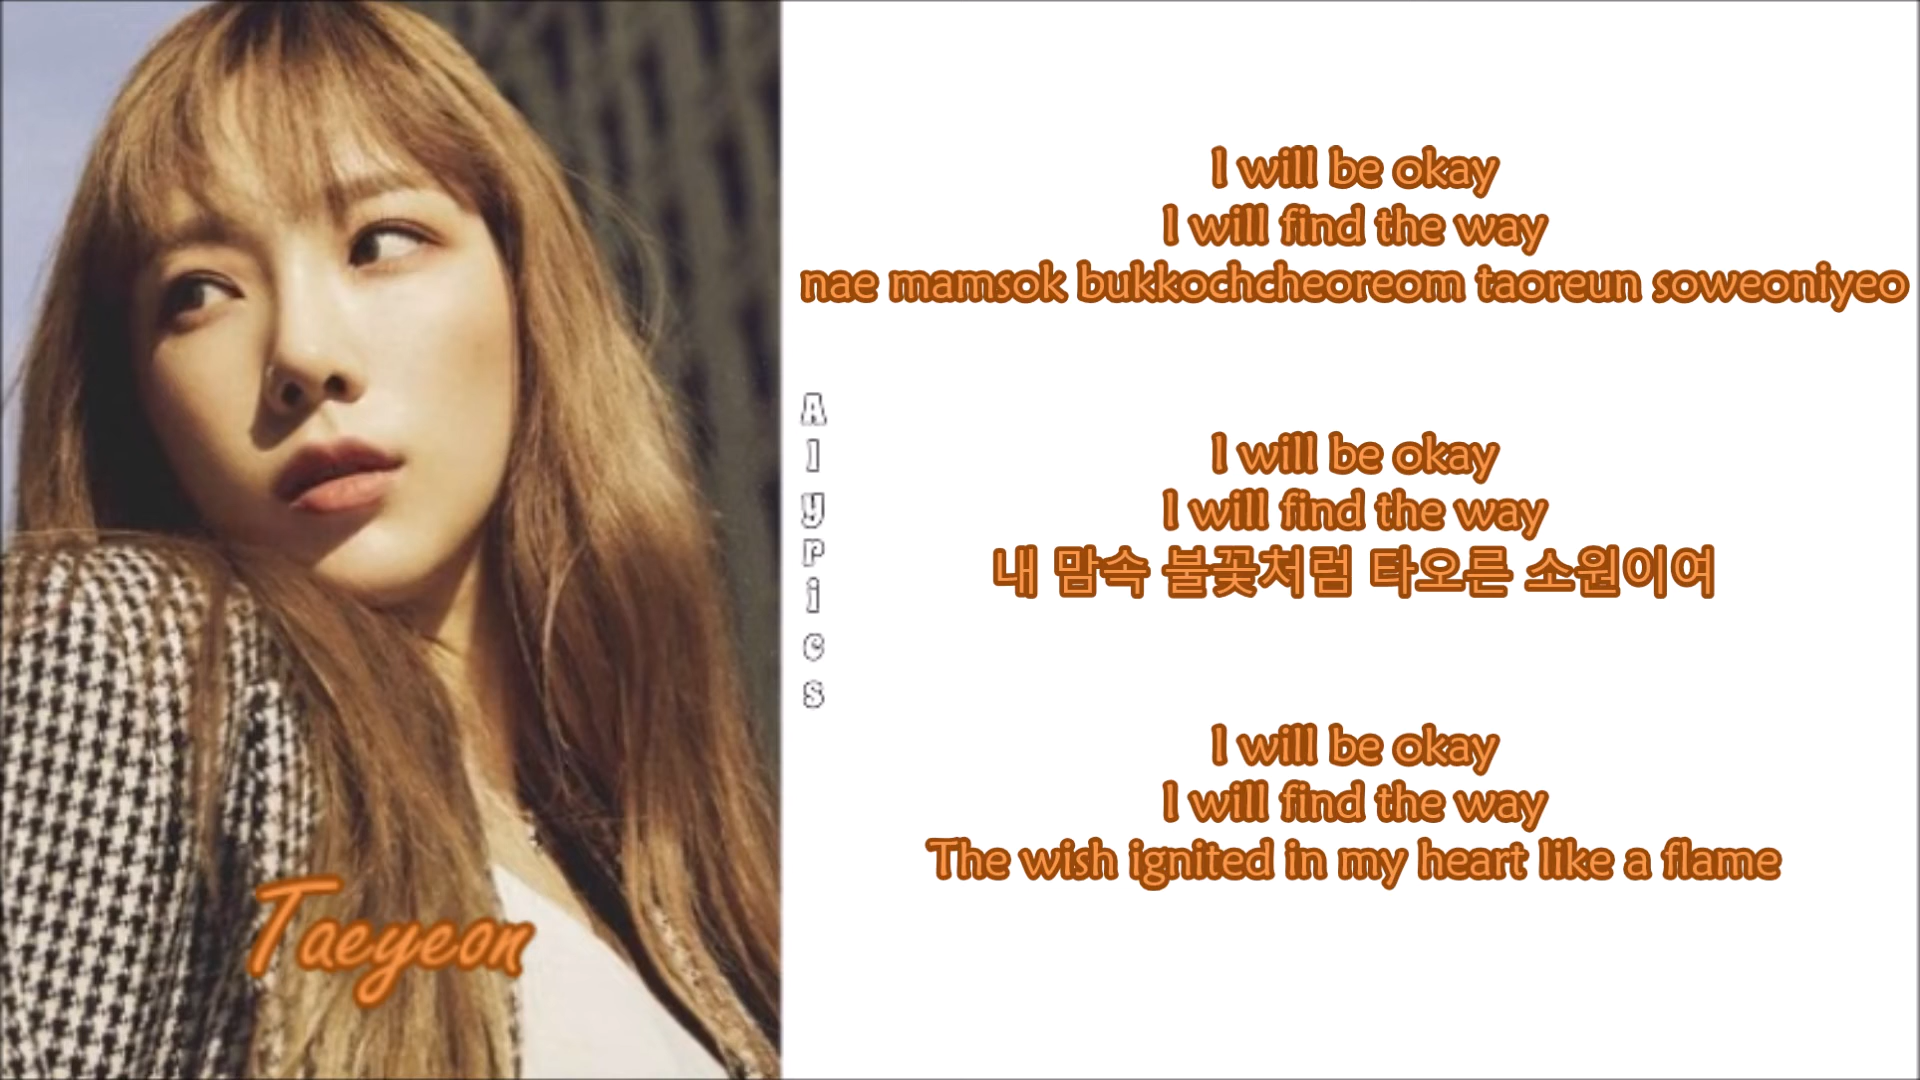 I will be okay
I will find the way
nae mamsok bukkochcheoreom taoreun soweoniyeo
Alyrics
I will be okay
I will find the way
내 맘속 불꽃처럼 타오른 소원이여
I will be okay
I will find the way
The wish ignited in my heart like a flame
Taeyeon